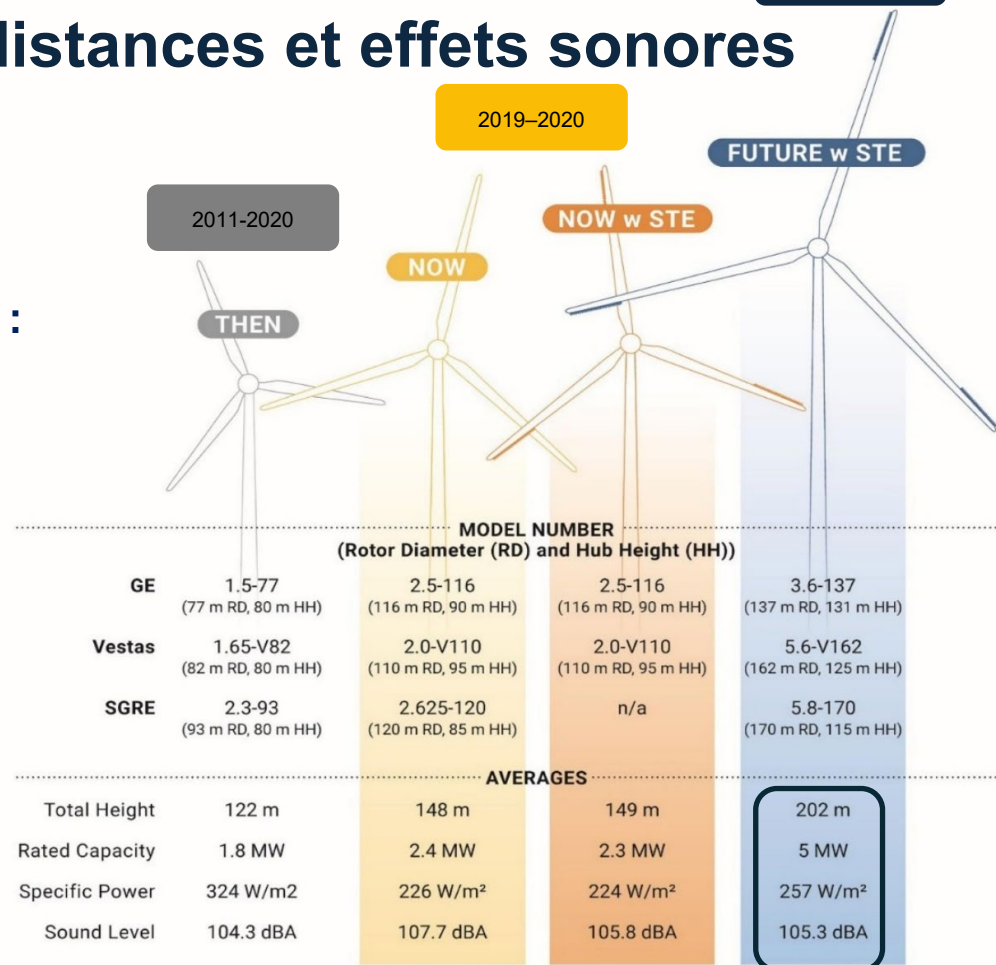 distances et effets sonores
2019–2020
FUTURE w STE
2011-2020
NOW w STE
NOW
:
THEN
MODEL NUMBER
(Rotor Diameter (RD) and Hub Height (HH))
GE 1.5-77 2.5-116 2.5-116 3.6-137
(77 m RD, 80 m HH) (116 m RD, 90 m HH) (116 m RD, 90 m HH) (137 m RD, 131 m HH)
Vestas 1.65-V82 2.0-V110 2.0-V110 5.6-V162
(82 m RD, 80 m HH) (110 m RD, 95 m HH) (110 m RD, 95 m HH) (162 m RD, 125 m HH)
SGRE 2.3-93 2.625-120 n/a 5.8-170
(93 m RD, 80 m HH) (120 m RD, 85 m HH) (170 m RD, 115 m HH)
AVERAGES
Total Height 122 m 148 m 149 m 202 m
Rated Capacity 1.8 MW 2.4 MW 2.3 MW 5 MW
Specific Power 324 W/m2 226 W/m² 224 W/m² 257 W/m²
Sound Level 104.3 dBA 107.7 dBA 105.8 dBA 105.3 dBA